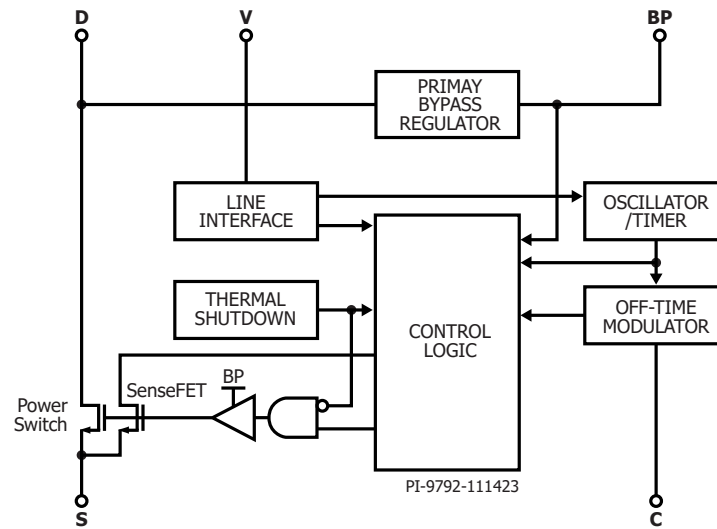 D
V
BP
PRIMAY
BYPASS
REGULATOR
LINE
INTERFACE
OSCILLATOR
/TIMER
THERMAL
SHUTDOWN
CONTROL
LOGIC
OFF-TIME
MODULATOR
BP
SenseFET
Power
Switch
PI-9792-111423
S
C